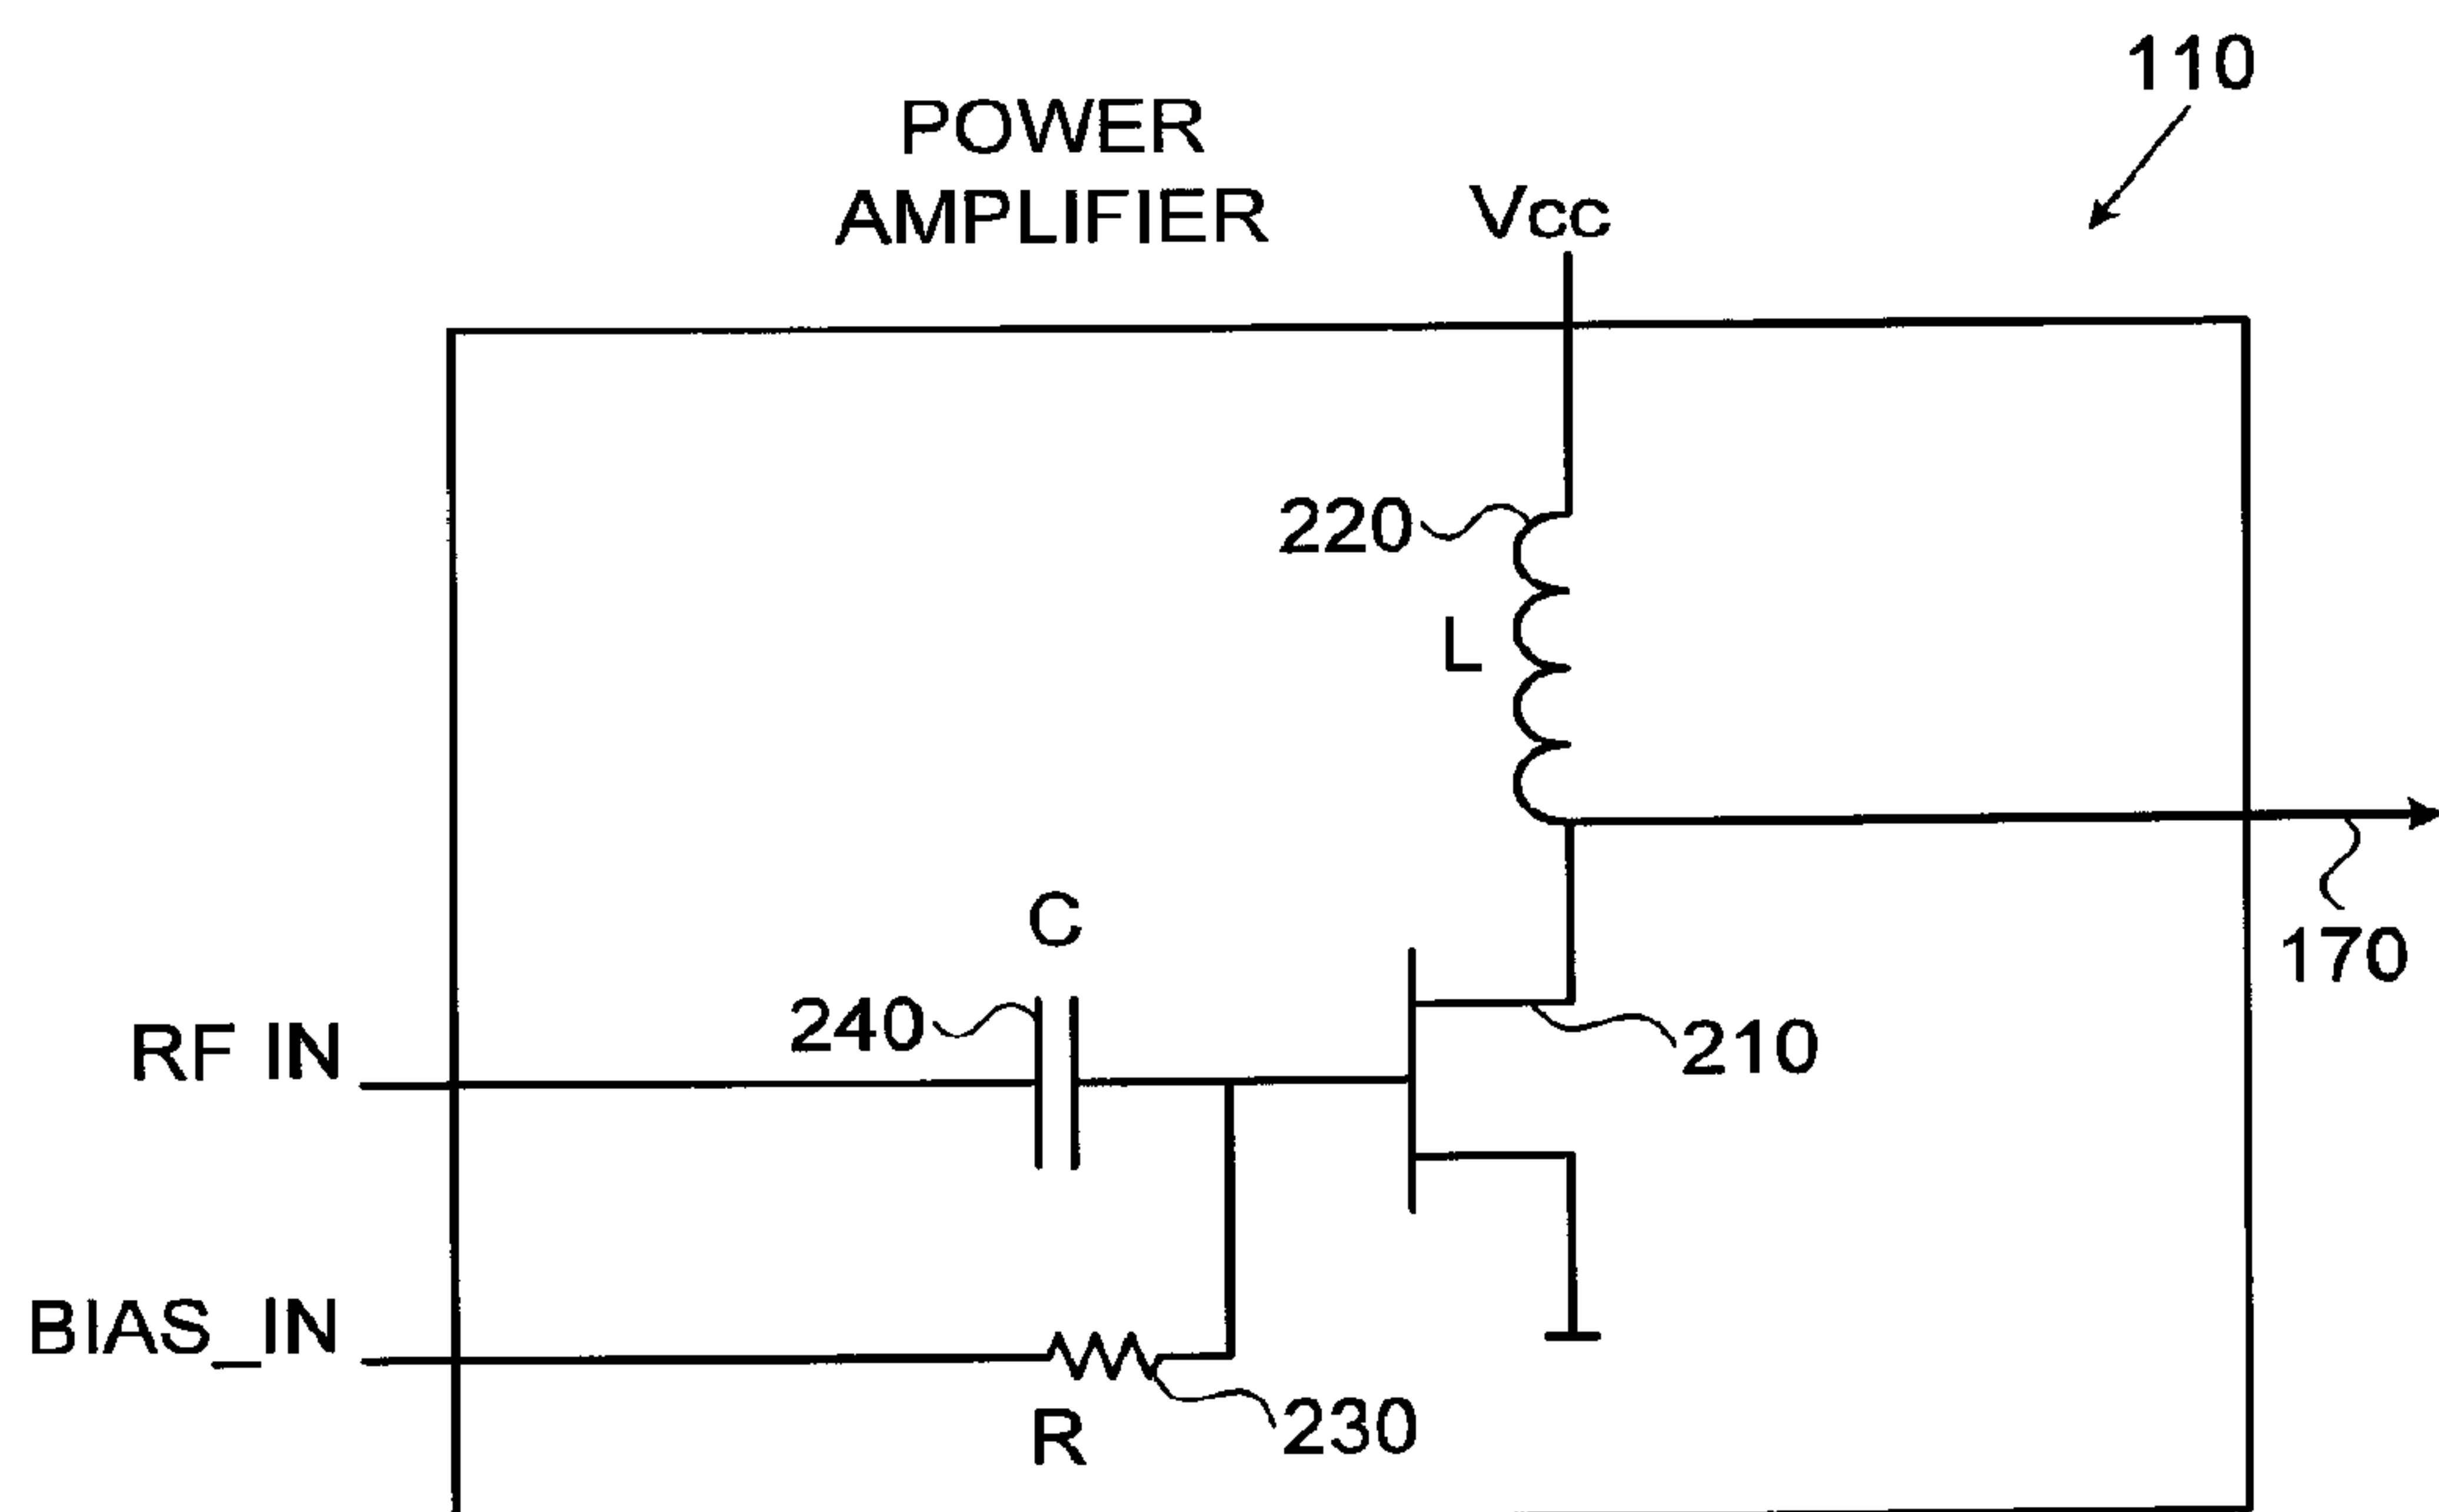 110
POWER
AMPLIFIER
Vcc
220
L
C
170
240
210
RF IN
BIAS_IN
230
R